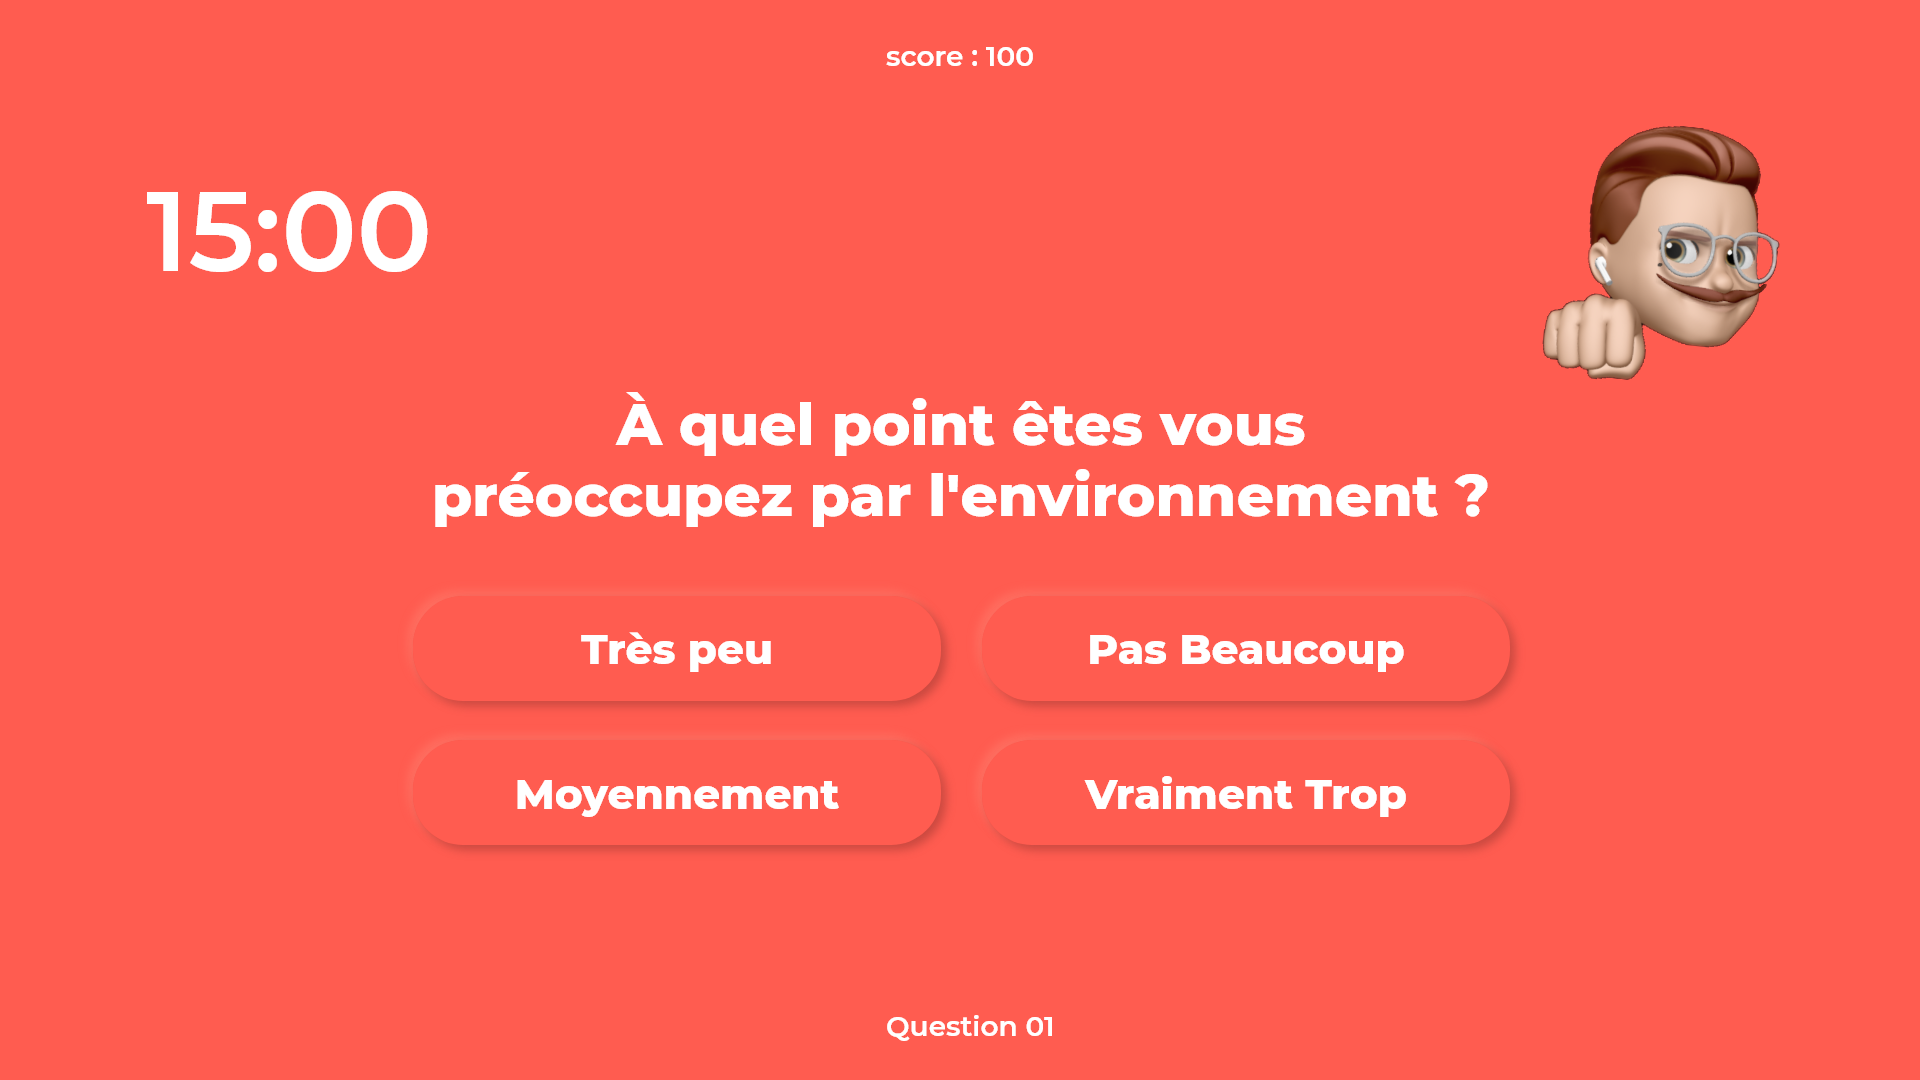 score : 100
15:00
À quel point êtes vous
préoccupez par l'environnement ?
Très peu
Pas Beaucoup
Moyennement
Vraiment Trop
Question 01